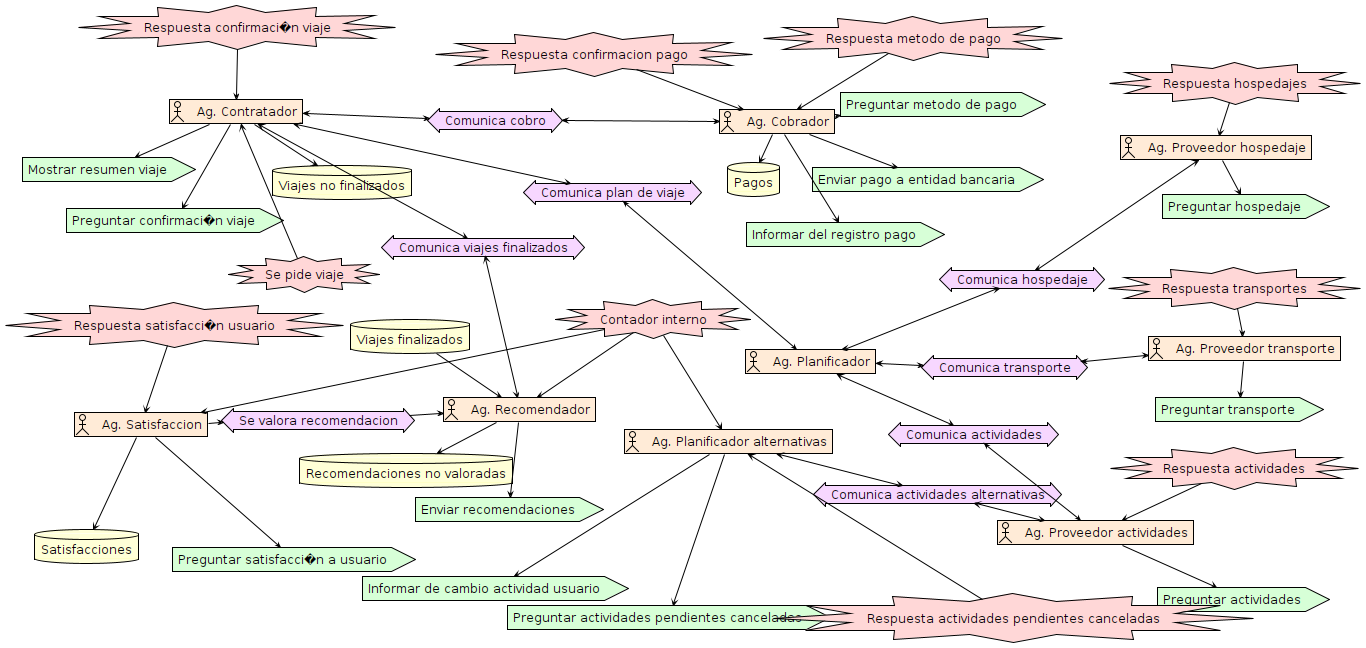 Respuesta confirmaci�n viaje
Respuesta metodo de pago
Respuesta confirmacion pago
Respuesta hospedajes
Preguntar metodo de pago
Ag. Contratador
Comunica cobro
Ag. Cobrador
Ag. Proveedor hospedaje
Mostrar resumen viaje
Viajes no finalizados
Pagos
Enviar pago a entidad bancaria
Comunica plan de viaje
Preguntar hospedaje
Preguntar confirmaci�n viaje
Informar del registro pago
Comunica viajes finalizados
Se pide viaje
Comunica hospedaje
Respuesta transportes
Respuesta satisfacci�n usuario
Contador interno
Viajes finalizados
Ag. Planificador
Comunica transporte
Ag. Proveedor transporte
Ag. Satisfaccion
Se valora recomendacion
Ag. Recomendador
Preguntar transporte
Ag. Planificador alternativas
Comunica actividades
Recomendaciones no valoradas
Respuesta actividades
Comunica actividades alternativas
Enviar recomendaciones
Ag. Proveedor actividades
Satisfacciones
Preguntar satisfacci�n a usuario
Informar de cambio actividad usuario
Preguntar actividades
Preguntar actividades pendientes canceladas
Respuesta actividades pendientes canceladas